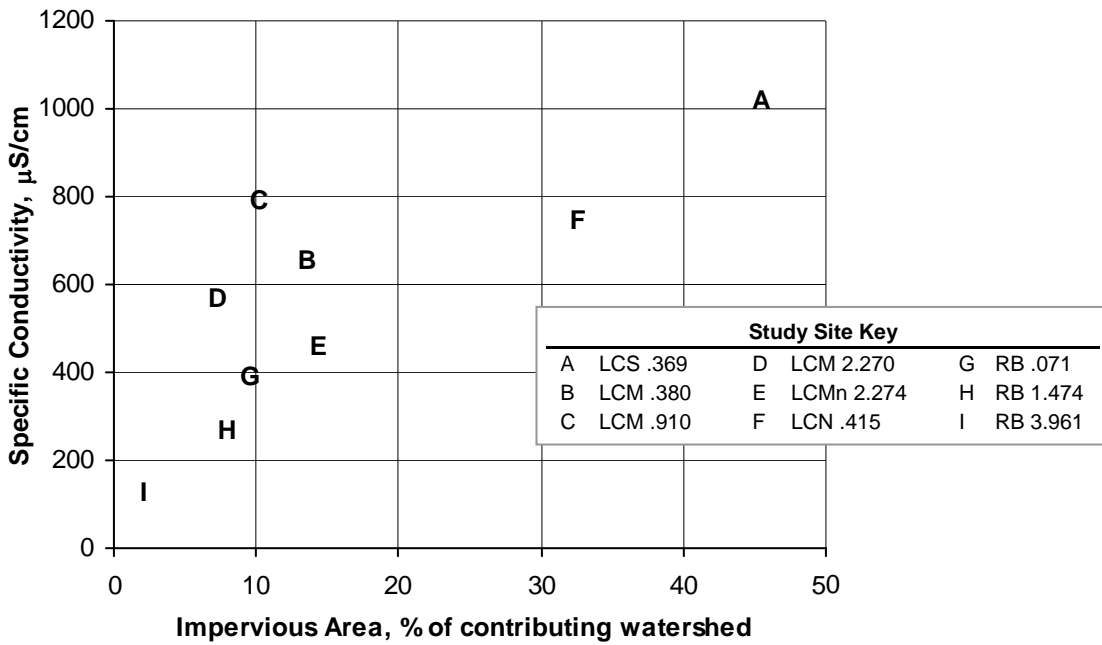 1200
1000
800
600
400
200
0
Specific Conductivity, µS/cm
A
C
F
B
D
E
G
H
I
Study Site Key
A LCS .369 D LCM 2.270 G RB .071
B LCM .380 E LCMn 2.274 H RB 1.474
C LCM .910 F LCN .415 I RB 3.961
0 10 20 30 40 50
Impervious Area, % of contributing watershed